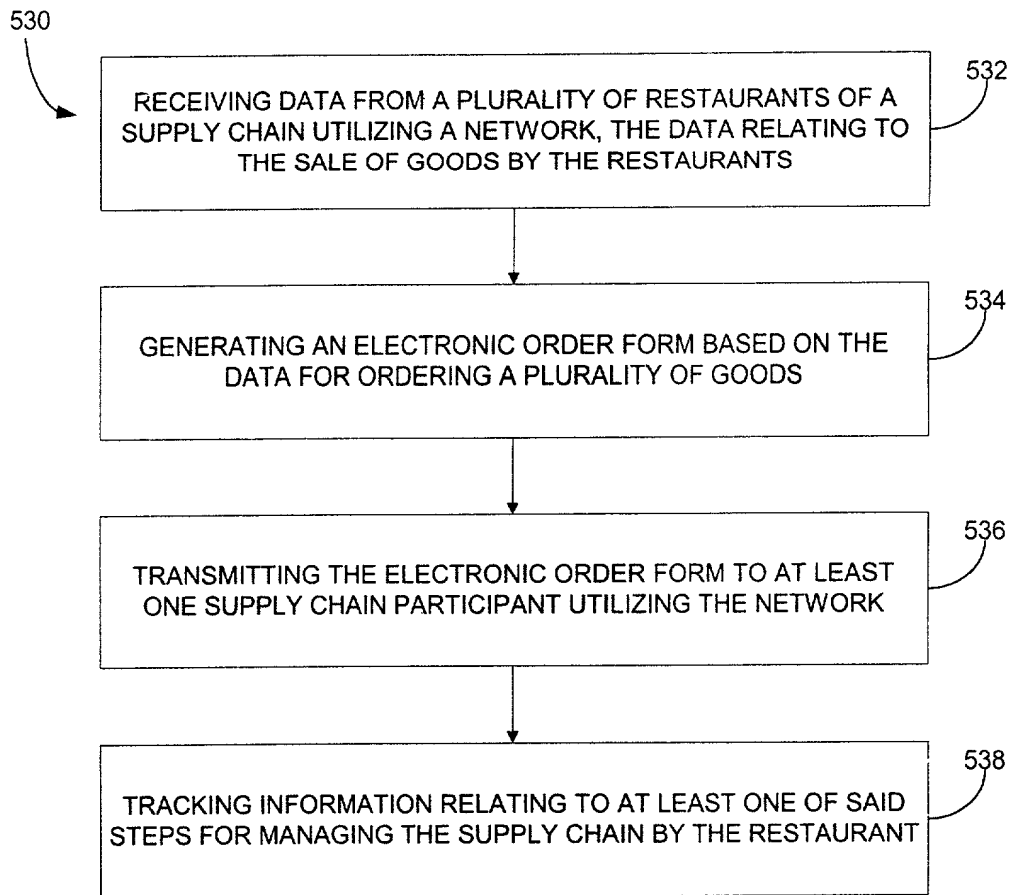 530
532
RECEIVING DATA FROM A PLURALITY OF RESTAURANTS OF A
SUPPLY CHAIN UTILIZING A NETWORK, THE DATA RELATING TO
THE SALE OF GOODS BY THE RESTAURANTS
534
GENERATING AN ELECTRONIC ORDER FORM BASED ON THE
DATA FOR ORDERING A PLURALITY OF GOODS
536
TRANSMITTING THE ELECTRONIC ORDER FORM TO AT LEAST
ONE SUPPLY CHAIN PARTICIPANT UTILIZING THE NETWORK
538
TRACKING INFORMATION RELATING TO AT LEAST ONE OF SAID
STEPS FOR MANAGING THE SUPPLY CHAIN BY THE RESTAURANT